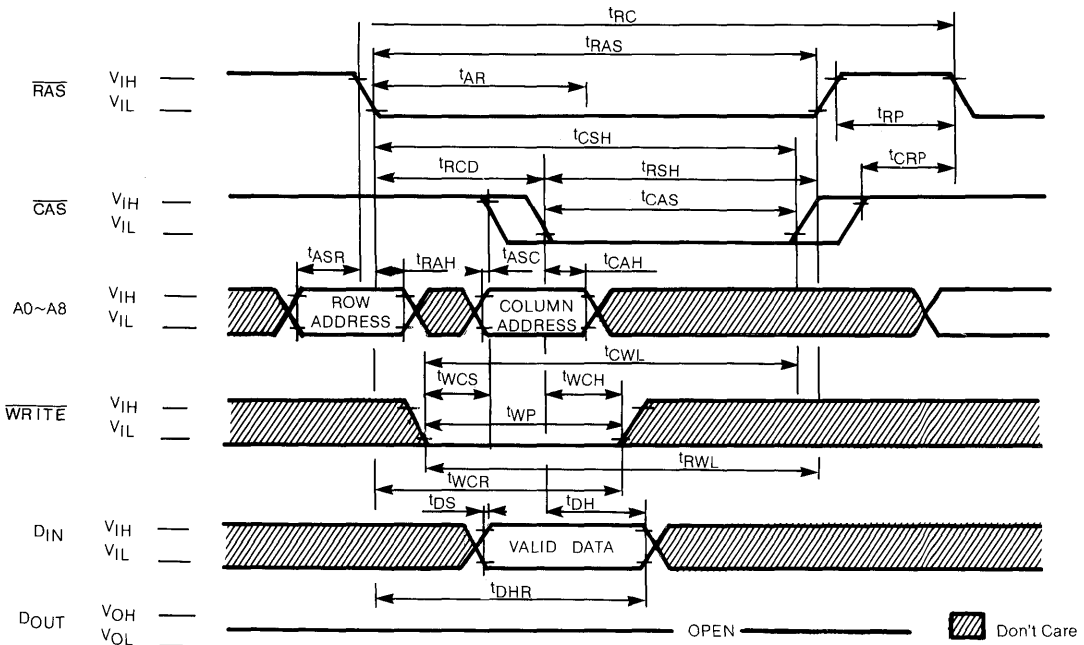 tRC
tRAS
tAR
RAS VIH
VIL
tRP
tCSH
tRCD tRSH tCRP
CAS VIH
VIL
tCAS
tASR tRAH tASC tCAH
A0~A8 VIH
VIL
ROW
ADDRESS
COLUMN
ADDRESS
tCWL
tWCS tWCH
WRITE VIH
VIL
tWP
tRWL
tWCR
tDS tDH
DIN VIH
VIL
VALID DATA
tDHR
DOUT VOH
VOL
OPEN
Don't Care